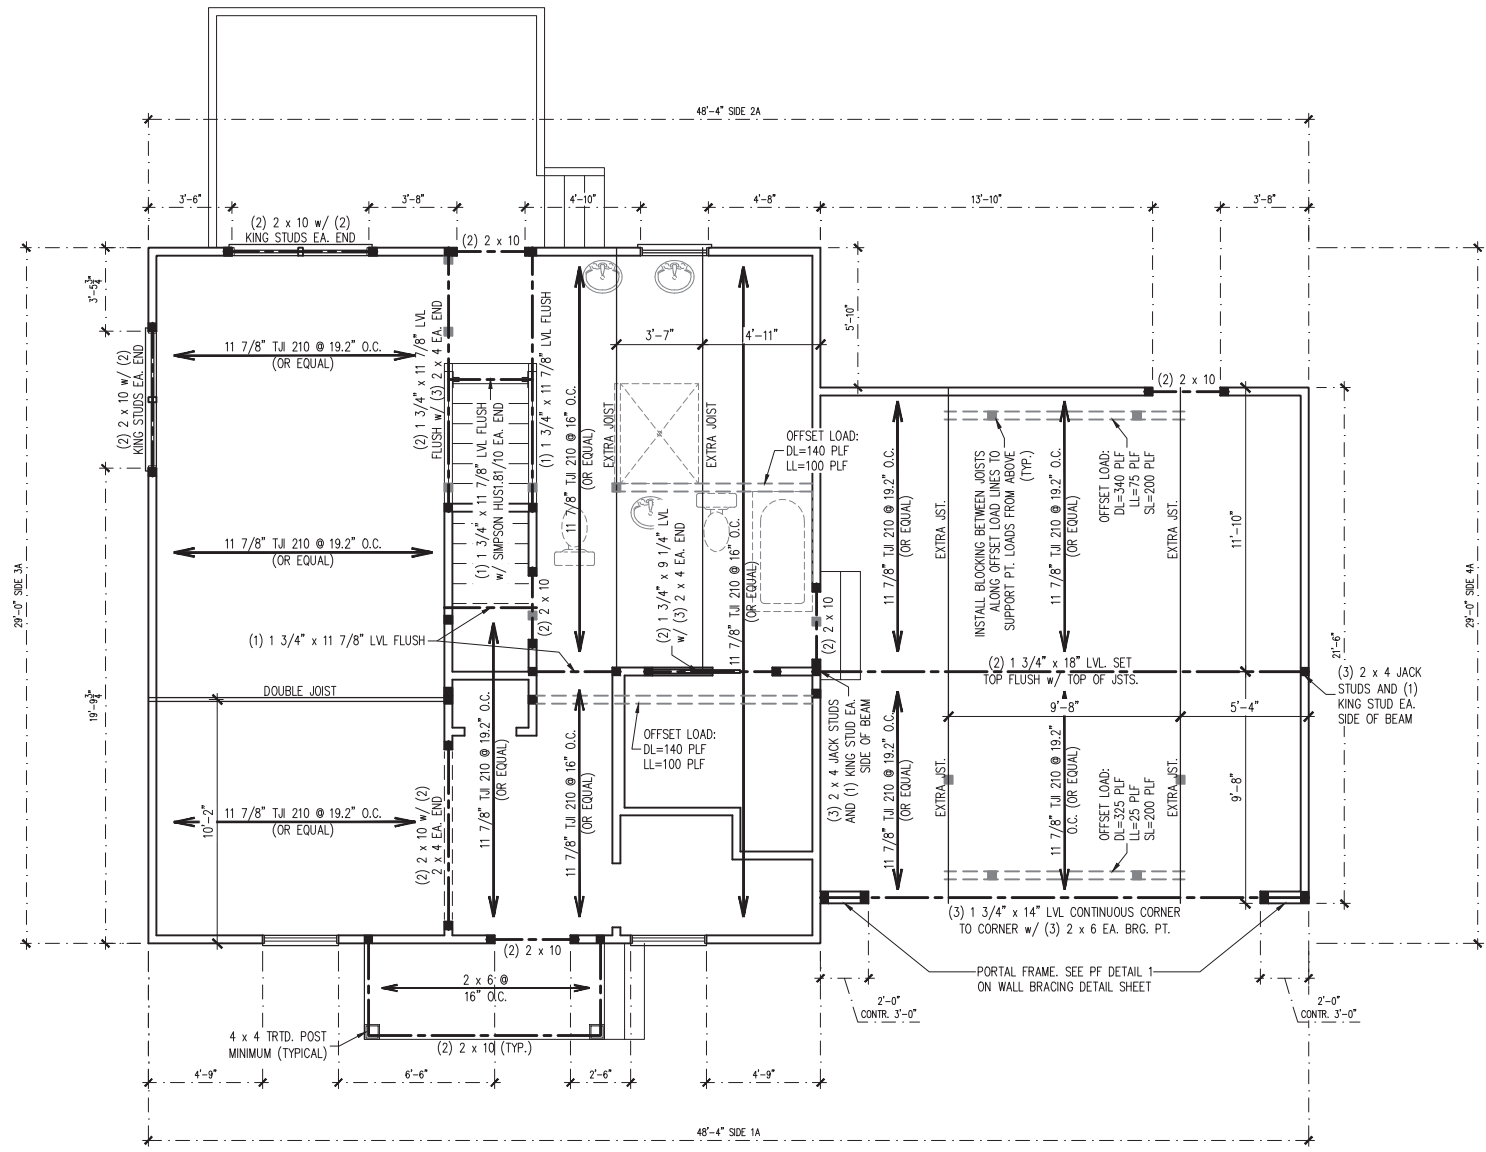 48'-4" SIDE 2A
3'-6"
3'-8"
4'-10"
4'-8"
13'-10"
3'-8"
(2) 2 x 10 w/ (2)
KING STUDS EA. END
(2) 2 x 10
3'-5 3/4"
5'-10"
(2) 1 3/4" x 11 7/8" LVL
FLUSH w/ (3) 2 x 4 EA. END
(1) 1 3/4" x 11 7/8" LVL FLUSH
3'-7"
4'-11"
11 7/8" TJI 210 @ 19.2" O.C.
(OR EQUAL)
(2) 2 x 10 w/ (2)
KING STUDS EA. END
(2) 2 x 10
(1) 1 3/4" x 11 7/8" LVL FLUSH
w/ SIMPSON HUS1.81/10 EA. END
11 7/8" TJI 210 @ 16" O.C.
(OR EQUAL)
EXTRA JOIST
EXTRA JOIST
OFFSET LOAD:
DL=140 PLF
LL=100 PLF
11 7/8" TJI 210 @ 19.2" O.C.
(OR EQUAL)
EXTRA JST.
INSTALL BLOCKING BETWEEN JOISTS
ALONG OFFSET LOAD LINES TO
SUPPORT PT. LOADS FROM ABOVE
(TYP.)
11 7/8" TJI 210 @ 19.2" O.C.
(OR EQUAL)
OFFSET LOAD:
DL=340 PLF
LL=75 PLF
SL=200 PLF
EXTRA JST.
11'-10"
11 7/8" TJI 210 @ 19.2" O.C.
(OR EQUAL)
29'-0" SIDE 3A
29'-0" SIDE 4A
21'-6"
(2) 1 3/4" x 9 1/4" LVL
w/ (3) 2 x 4 EA. END
11 7/8" TJI 210 @ 16" O.C.
(OR EQUAL)
(2) 2 x 10
(2) 2 x 10
(1) 1 3/4" x 11 7/8" LVL FLUSH
(2) 1 3/4" x 18" LVL. SET
TOP FLUSH w/ TOP OF JSTS.
(3) 2 x 4 JACK
STUDS AND (1)
KING STUD EA.
SIDE OF BEAM
DOUBLE JOIST
19'-9 3/4"
9'-8"
5'-4"
OFFSET LOAD:
DL=140 PLF
LL=100 PLF
(3) 2 x 4 JACK STUDS
AND (1) KING STUD EA.
SIDE OF BEAM
11 7/8" TJI 210 @ 19.2" O.C.
(OR EQUAL)
11 7/8" TJI 210 @ 16" O.C.
(OR EQUAL)
11 7/8" TJI 210 @ 19.2" O.C.
(OR EQUAL)
EXTRA JST.
11 7/8" TJI 210 @ 19.2"
O.C. (OR EQUAL)
OFFSET LOAD:
DL=325 PLF
LL=25 PLF
SL=200 PLF
EXTRA JST.
9'-8"
10'-2"
11 7/8" TJI 210 @ 19.2" O.C.
(OR EQUAL)
(2) 2 x 10 w/ (2)
2 x 4 EA. END
(3) 1 3/4" x 14" LVL CONTINUOUS CORNER
TO CORNER w/ (3) 2 x 6 EA. BRG. PT.
(2) 2 x 10
PORTAL FRAME. SEE PF DETAIL 1
ON WALL BRACING DETAIL SHEET
2 x 6 @
16" O.C.
2'-0"
CONTR. 3'-0"
2'-0"
CONTR. 3'-0"
4 x 4 TRTD. POST
MINIMUM (TYPICAL)
(2) 2 x 10 (TYP.)
4'-9"
6'-6"
2'-6"
4'-9"
48'-4" SIDE 1A